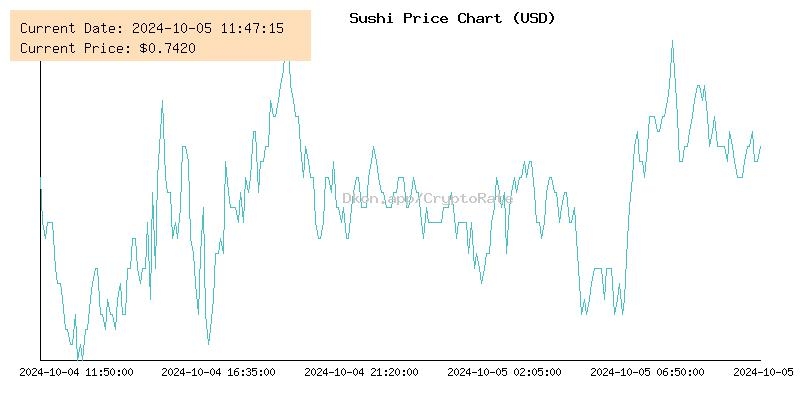 Sushi Price Chart (USD)
Current Date: 2024-10-05 11:47:15
Current Price: $0.7420
Dkon.app/CryptoRate
2024-10-04 11:50:00
2024-10-04 16:35:00
2024-10-04 21:20:00
2024-10-05 02:05:00
2024-10-05 06:50:00
2024-10-05